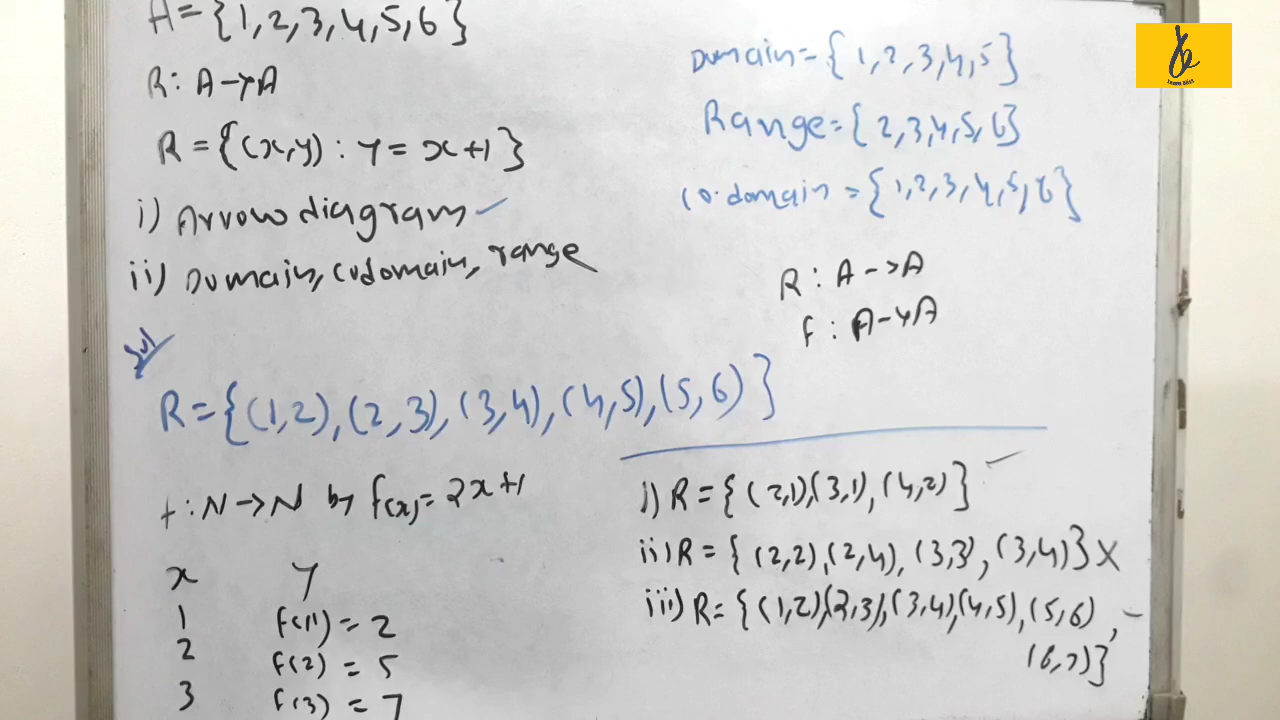 A = {1,2,3,4,5,6}
R : A → A
R = {(x,y) : y = x+1}
i) Arrow diagram ✓
ii) Domain, codomain, range
Sol
R = {(1,2), (2,3), (3,4), (4,5), (5,6)}
f : N → N by f(x) = 2x+1
x y
1 f(1) = 2
2 f(2) = 5
3 f(3) = 7
Domain = {1,2,3,4,5}
Range = {2,3,4,5,6}
Co.domain = {1,2,3,4,5,6}
R : A → A
f : A → A
i) R = {(2,1)(3,1), (4,2)}
ii) R = {(2,2), (2,4), (3,3), (3,4)} X
iii) R = {(1,2)(2,3), (3,4), (4,5), (5,6),
(6,7)}